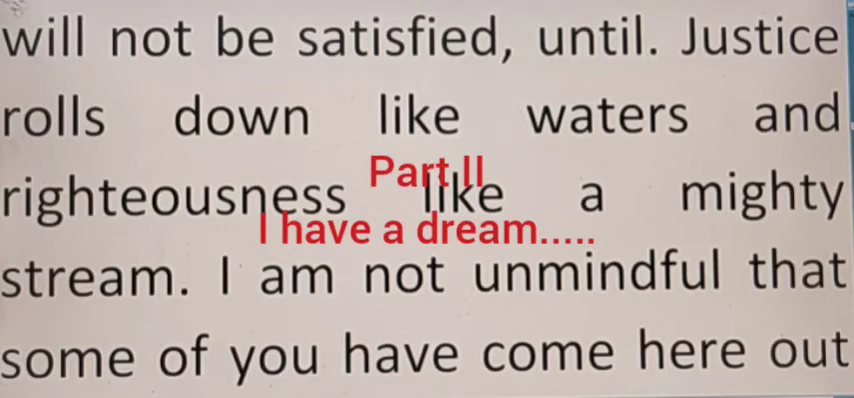 will not be satisfied, until. Justice
rolls down like waters and
Part II
righteousness like a mighty
I have a dream.....
stream. I am not unmindful that
some of you have come here out